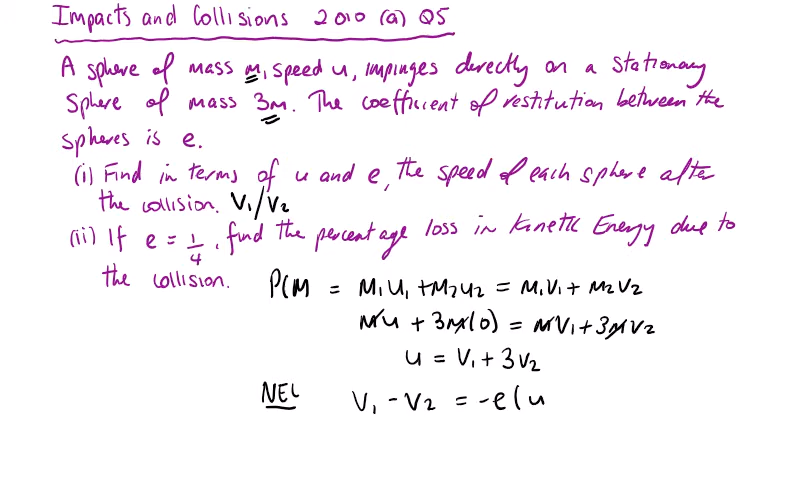 Impacts and Collisions 2010 (a) Q5
A sphere of mass m, speed u, impinges directly on a stationary
sphere of mass 3m. The coefficient of restitution between the
spheres is e.
(i) Find in terms of u and e, the speed of each sphere after
the collision. V₁/V₂
(ii) If e = 1/4, find the percentage loss in Kinetic Energy due to
the collision.
PCM = M₁U₁ + M₂U₂ = M₁V₁ + M₂V₂
Mu + 3M(0) = MV₁ + 3MV₂
u = V₁ + 3V₂
NEL V₁ - V₂ = -e(u